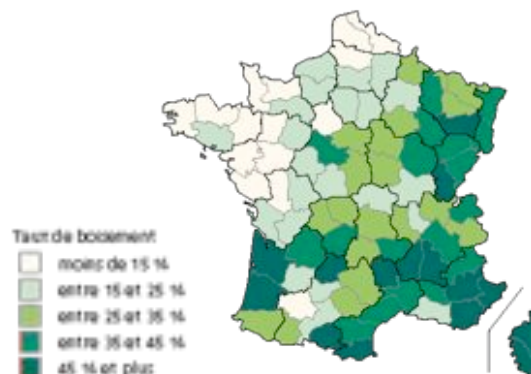 Taux de boisement
moins de 15 %
entre 15 et 25 %
entre 25 et 35 %
entre 35 et 45 %
45 % et plus